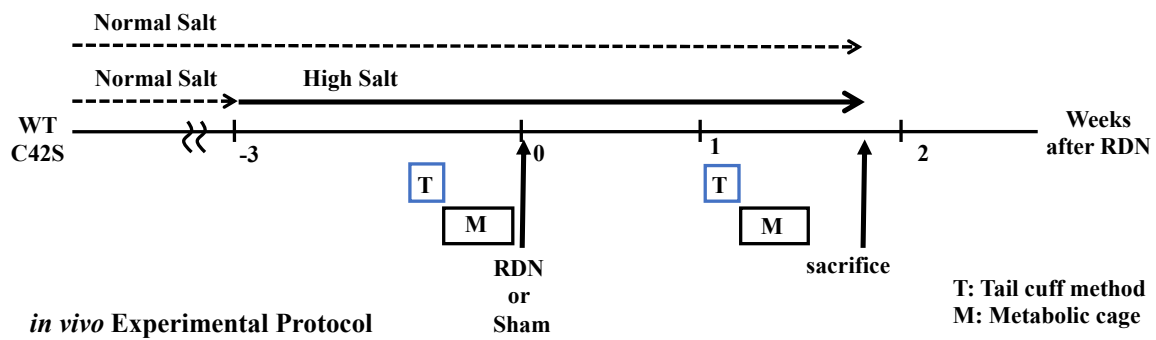 Normal Salt
Normal Salt High Salt
WT
C42S
-3 0 1 2
Weeks
after RDN
T T
M M
RDN
or
Sham
sacrifice
T: Tail cuff method
M: Metabolic cage
in vivo Experimental Protocol